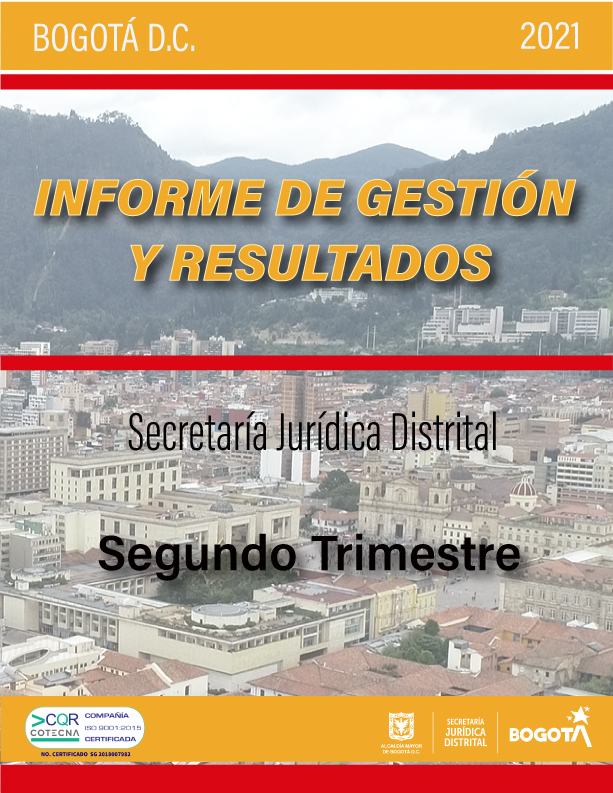 BOGOTÁ D.C.
2021
INFORME DE GESTIÓN
Y RESULTADOS
Secretaría Jurídica Distrital
Segundo Trimestre
CQR
COTECNA
COMPAÑÍA
ISO 9001:2015
CERTIFICADA
NO. CERTIFICADO SG 2019007982
ALCALDÍA MAYOR
DE BOGOTÁ D.C.
SECRETARÍA
JURÍDICA
DISTRITAL
BOGOTÁ